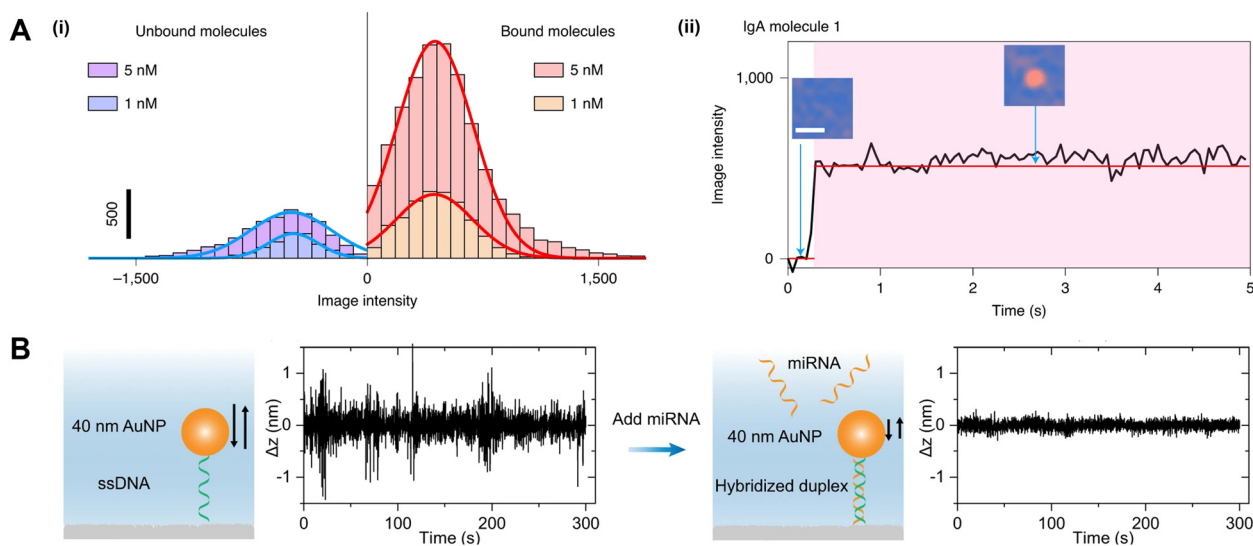 A
(i)
Unbound molecules
5 nM
1 nM
Bound molecules
5 nM
1 nM
500
−1,500
0
1,500
Image intensity
(ii)
IgA molecule 1
Image intensity
1,000
0
0
1
2
3
4
5
Time (s)
B
40 nm AuNP
ssDNA
Δz (nm)
1
0
-1
0
100
200
300
Time (s)
Add miRNA
miRNA
40 nm AuNP
Hybridized duplex
Δz (nm)
1
0
-1
0
100
200
300
Time (s)